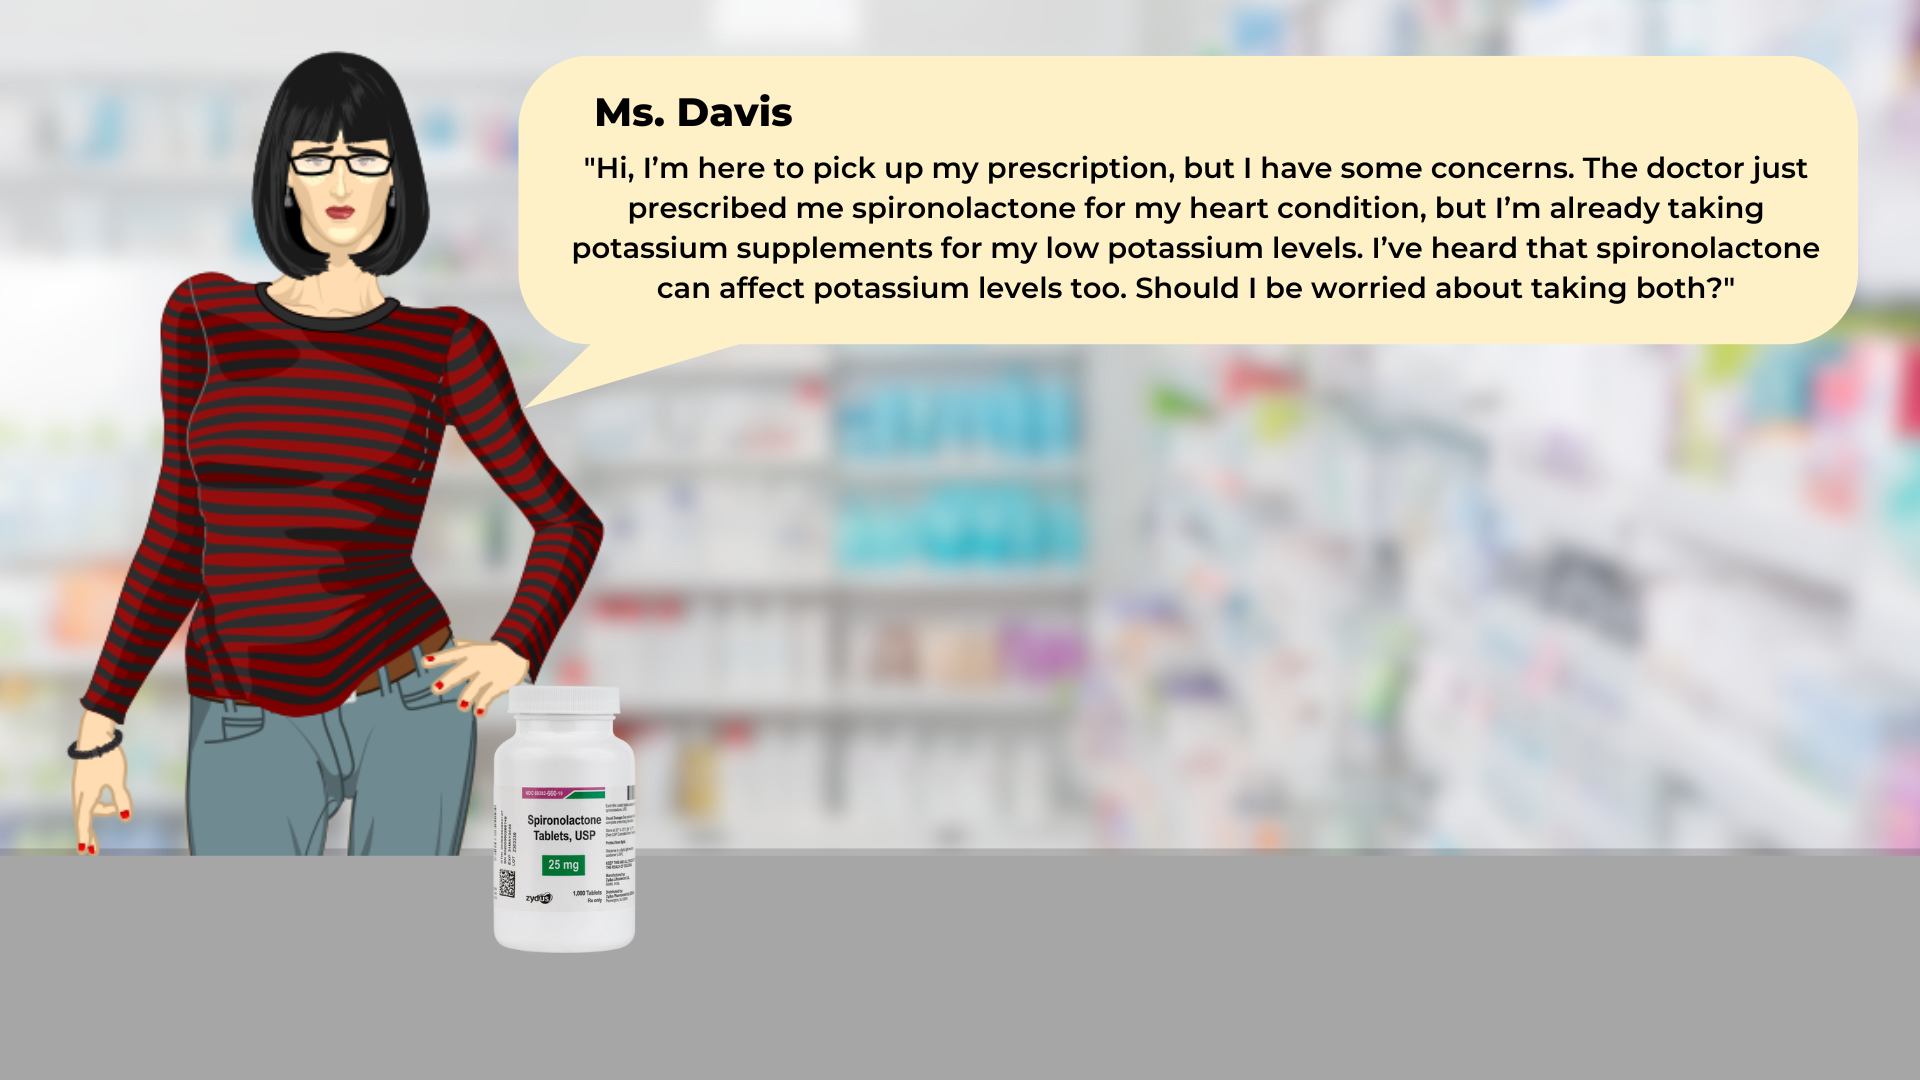 Ms. Davis
"Hi, I’m here to pick up my prescription, but I have some concerns. The doctor just
prescribed me spironolactone for my heart condition, but I’m already taking
potassium supplements for my low potassium levels. I’ve heard that spironolactone
can affect potassium levels too. Should I be worried about taking both?"
Spironolactone
Tablets, USP
25 mg
zydus
1,000 Tablets
Rx only